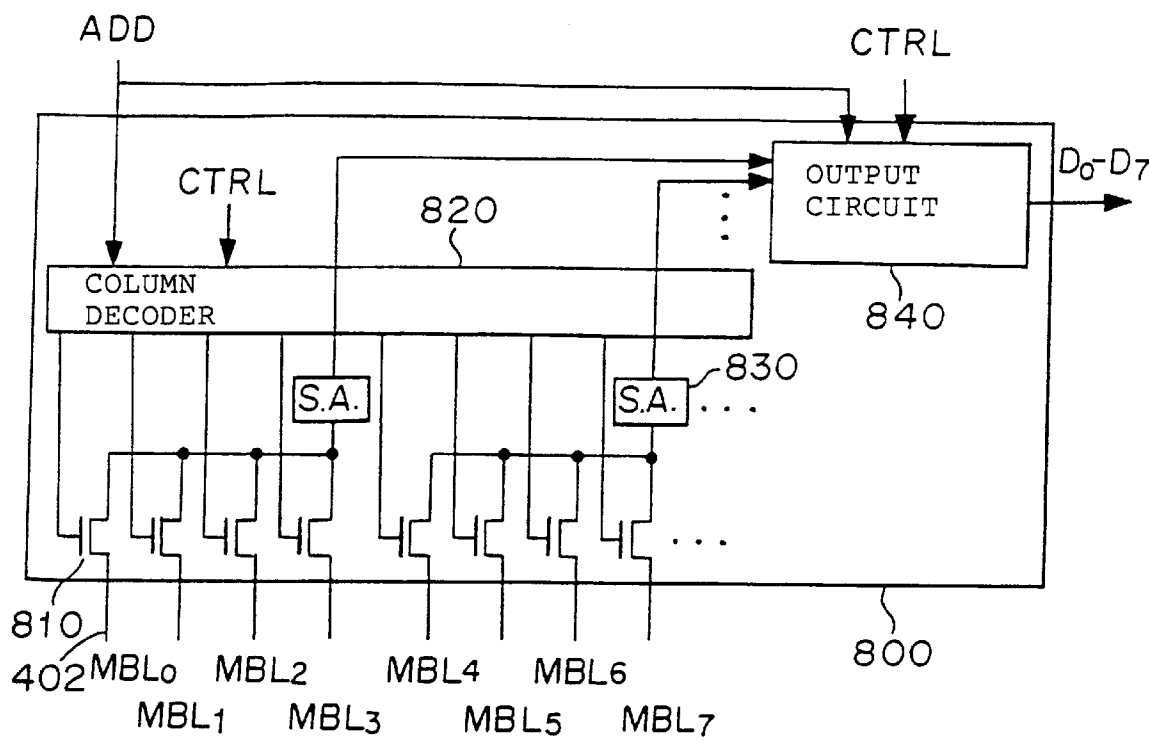 ADD
CTRL
D0-D7
CTRL
820
OUTPUT
CIRCUIT
COLUMN
DECODER
840
S.A.
S.A.
830
...
...
...
810
402
800
MBL0
MBL2
MBL4
MBL6
MBL1
MBL3
MBL5
MBL7